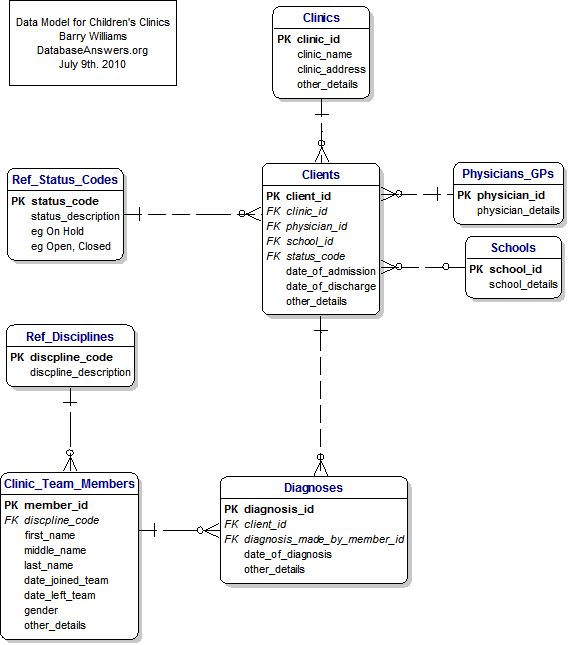 Data Model for Children's Clinics
Barry Williams
DatabaseAnswers.org
July 9th. 2010
Clinics
PK clinic_id
clinic_name
clinic_address
other_details
Ref_Status_Codes
PK status_code
status_description
eg On Hold
eg Open, Closed
Clients
PK client_id
FK clinic_id
FK physician_id
FK school_id
FK status_code
date_of_admission
date_of_discharge
other_details
Physicians_GPs
PK physician_id
physician_details
Schools
PK school_id
school_details
Ref_Disciplines
PK discpline_code
discpline_description
Clinic_Team_Members
PK member_id
FK discpline_code
first_name
middle_name
last_name
date_joined_team
date_left_team
gender
other_details
Diagnoses
PK diagnosis_id
FK client_id
FK diagnosis_made_by_member_id
date_of_diagnosis
other_details